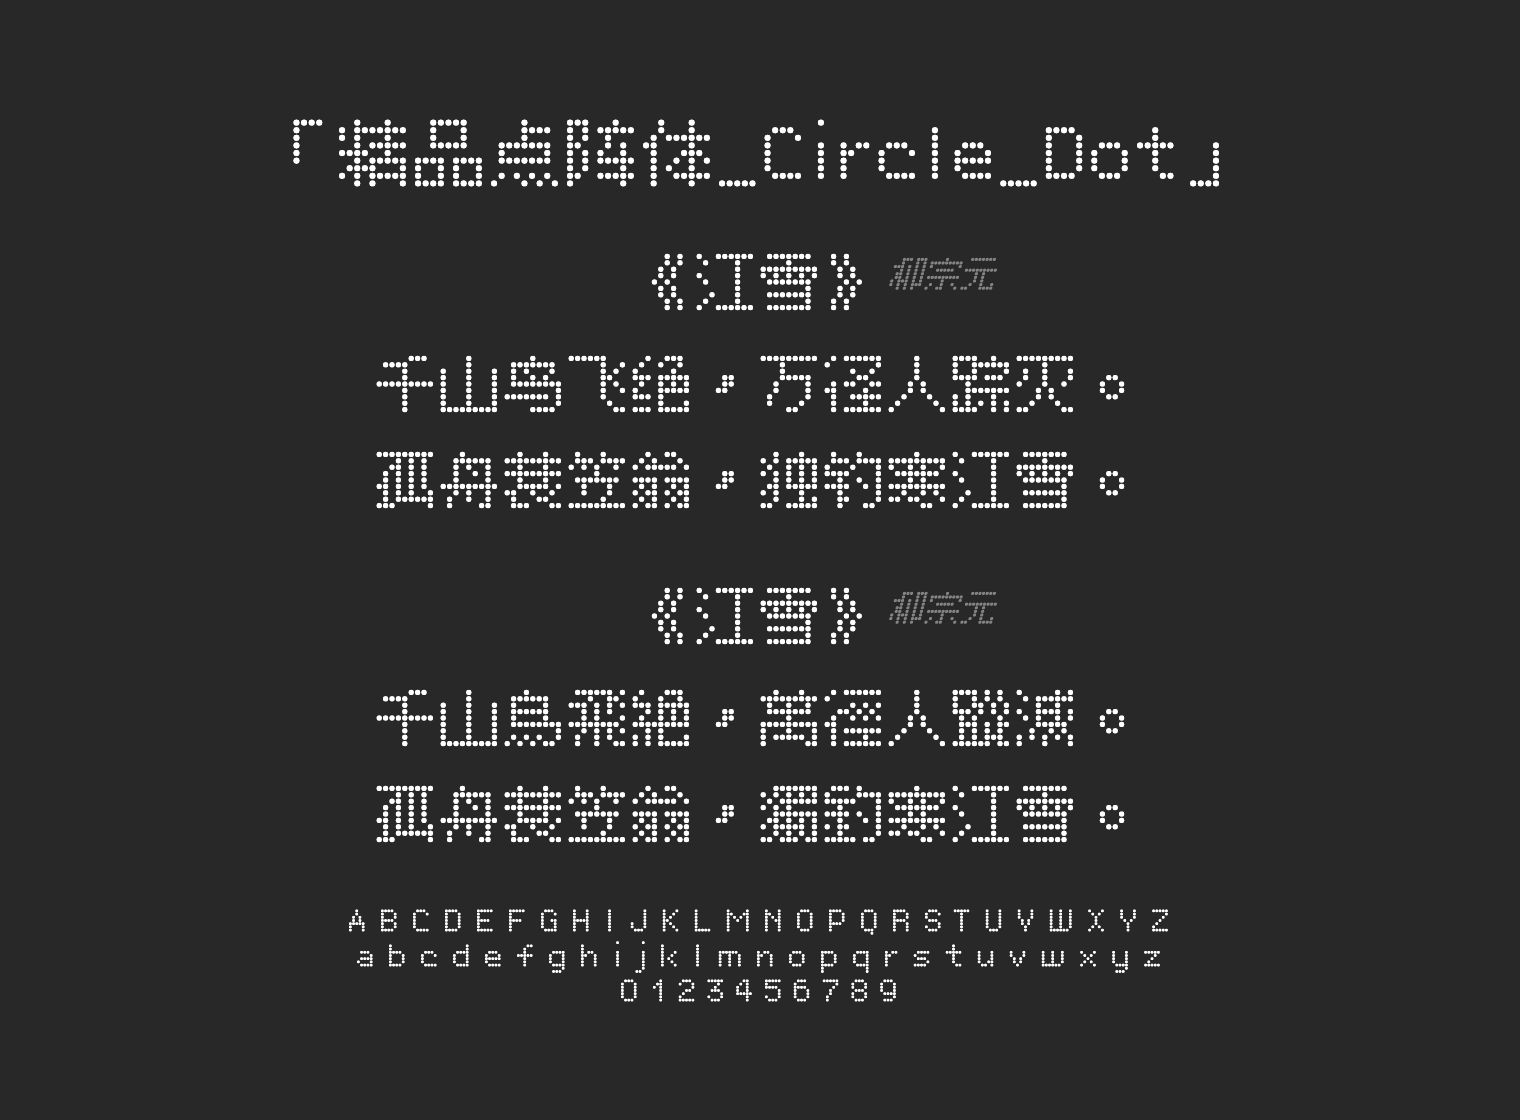 「精品点阵体_Circle_Dot」
《江雪》 柳宗元
千山鸟飞绝，万径人踪灭。
孤舟蓑笠翁，独钓寒江雪。
《江雪》 柳宗元
千山鳥飛絕，萬徑人蹤滅。
孤舟蓑笠翁，獨釣寒江雪。
A B C D E F G H I J K L M N O P Q R S T U V W X Y Z
a b c d e f g h i j k l m n o p q r s t u v w x y z
0 1 2 3 4 5 6 7 8 9